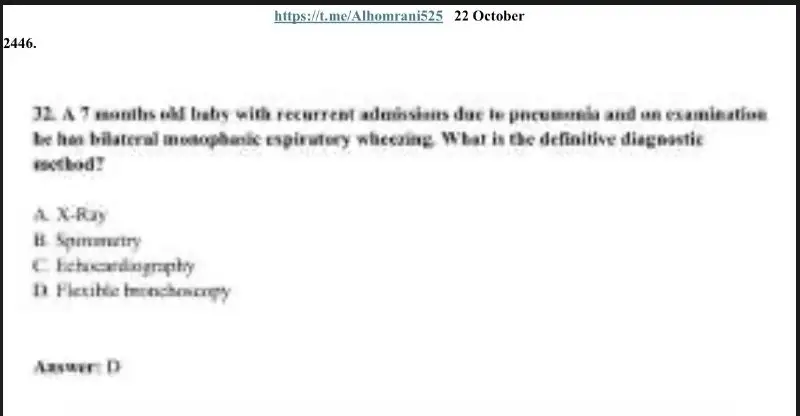 https://t.me/Alhomrani525 22 October
2446.
32. A 7 months old baby with recurrent admissions due to pneumonia and on examination
he has bilateral monophasic expiratory wheezing. What is the definitive diagnostic
method?
A. X-Ray
B. Spirometry
C. Echocardiography
D. Flexible bronchoscopy
Answer: D